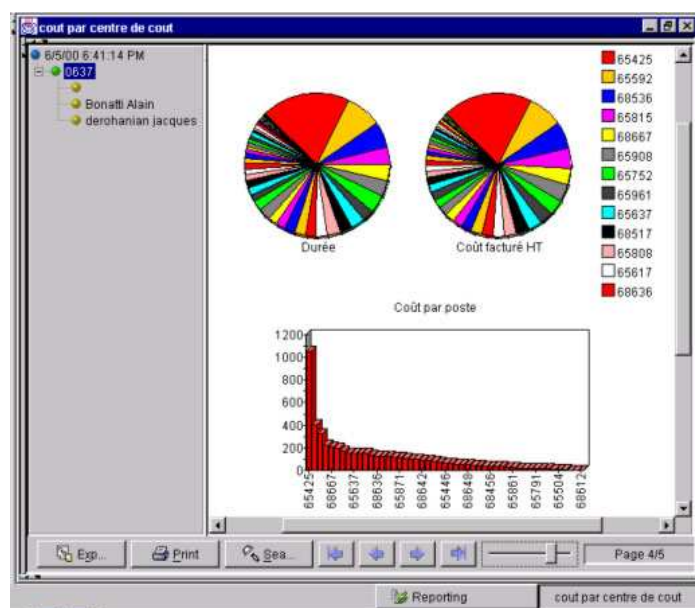 cout par centre de cout
6/5/00 6:41:14 PM
0637
Bonatti Alain
derohanian jacques
65425
65592
68536
65815
68667
65908
65752
65961
65637
68517
65808
65617
68636
Durée
Coût facturé HT
Coût par poste
1200
1000
800
600
400
200
0
65425
68667
65637
68636
65871
68642
65446
68648
68456
65861
65791
65504
68612
Exp...
Print
Sea...
Page 4/5
Reporting
cout par centre de cout